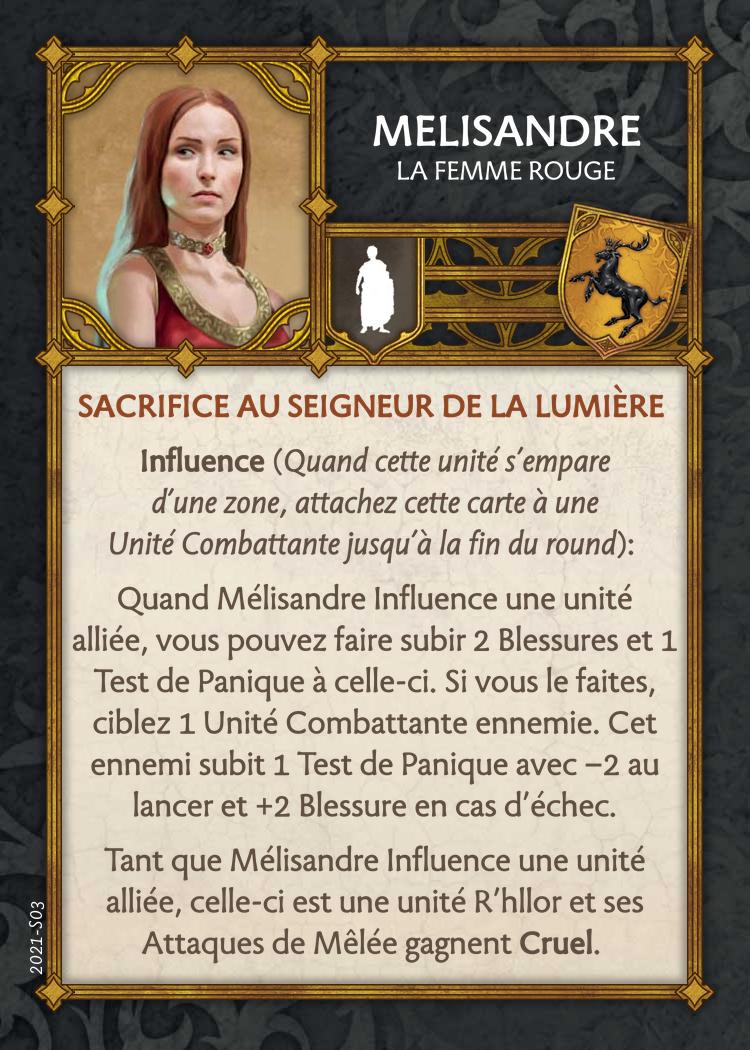 MELISANDRE
LA FEMME ROUGE
SACRIFICE AU SEIGNEUR DE LA LUMIÈRE
Influence (Quand cette unité s'empare
d'une zone, attachez cette carte à une
Unité Combattante jusqu'à la fin du round):
Quand Mélisandre Influence une unité
alliée, vous pouvez faire subir 2 Blessures et 1
Test de Panique à celle-ci. Si vous le faites,
ciblez 1 Unité Combattante ennemie. Cet
ennemi subit 1 Test de Panique avec –2 au
lancer et +2 Blessure en cas d'échec.
Tant que Mélisandre Influence une unité
alliée, celle-ci est une unité R'hllor et ses
Attaques de Mêlée gagnent Cruel.
2021-S03